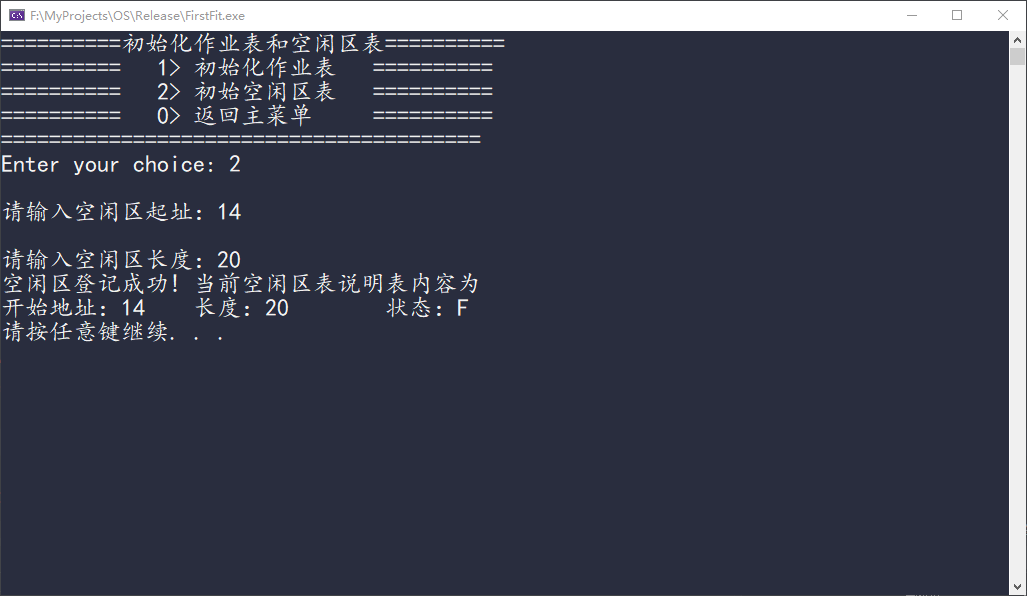 F:\MyProjects\OS\Release\FirstFit.exe
==========初始化作业表和空闲区表==========
==========   1> 初始化作业表   ==========
==========   2> 初始空闲区表   ==========
==========   0> 返回主菜单     ==========
========================================
Enter your choice: 2
请输入空闲区起址：14
请输入空闲区长度：20
空闲区登记成功！当前空闲区表说明表内容为
开始地址：14    长度：20        状态：F
请按任意键继续. . .